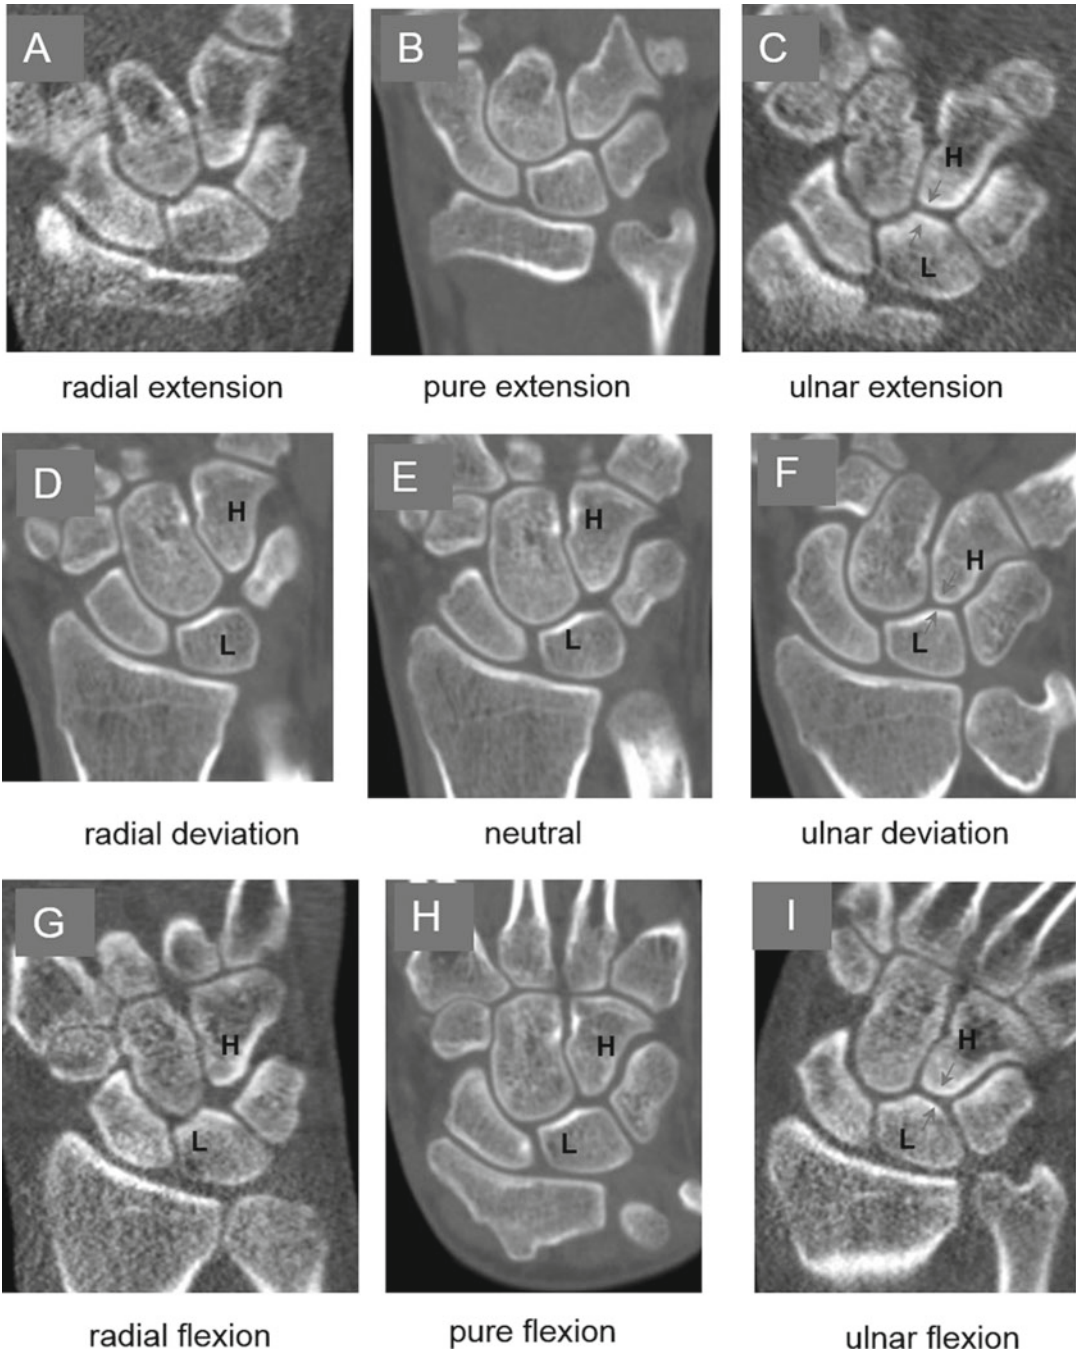 A
B
C
H
L
radial extension
pure extension
ulnar extension
D
H
L
E
H
L
F
H
L
radial deviation
neutral
ulnar deviation
G
H
L
H
H
L
I
H
L
radial flexion
pure flexion
ulnar flexion